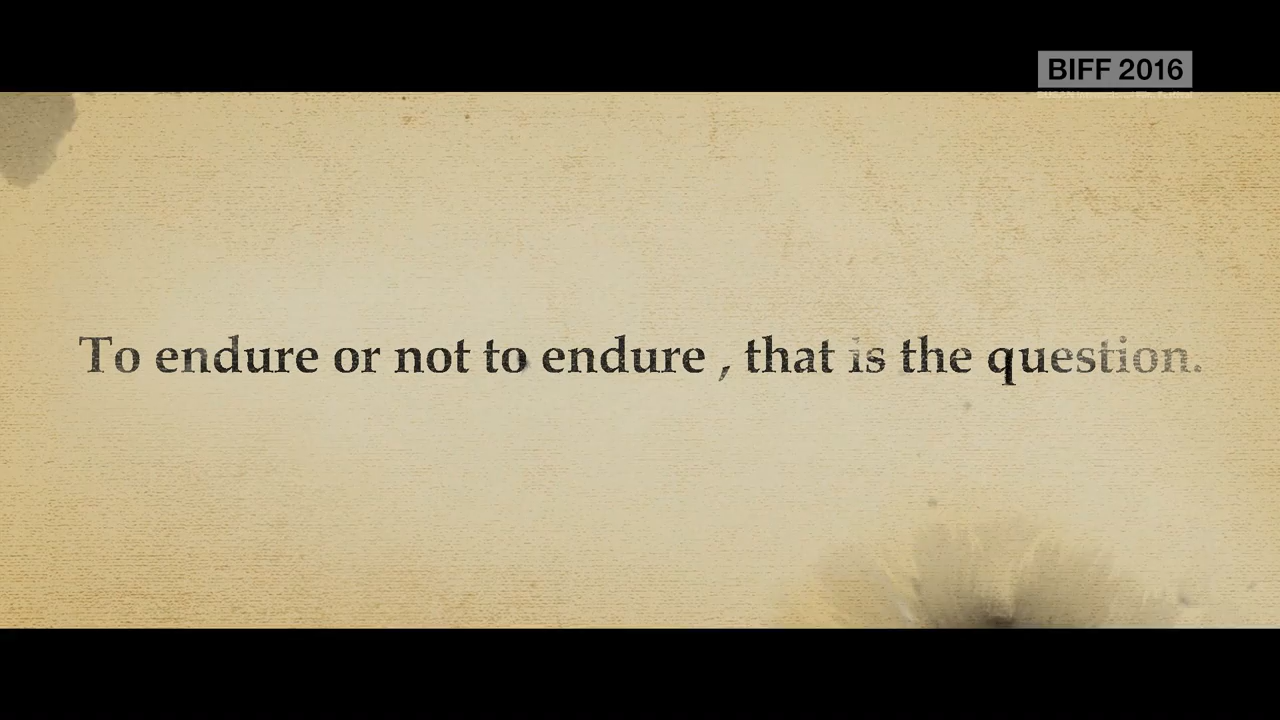 BIFF 2016
To endure or not to endure , that is the question.